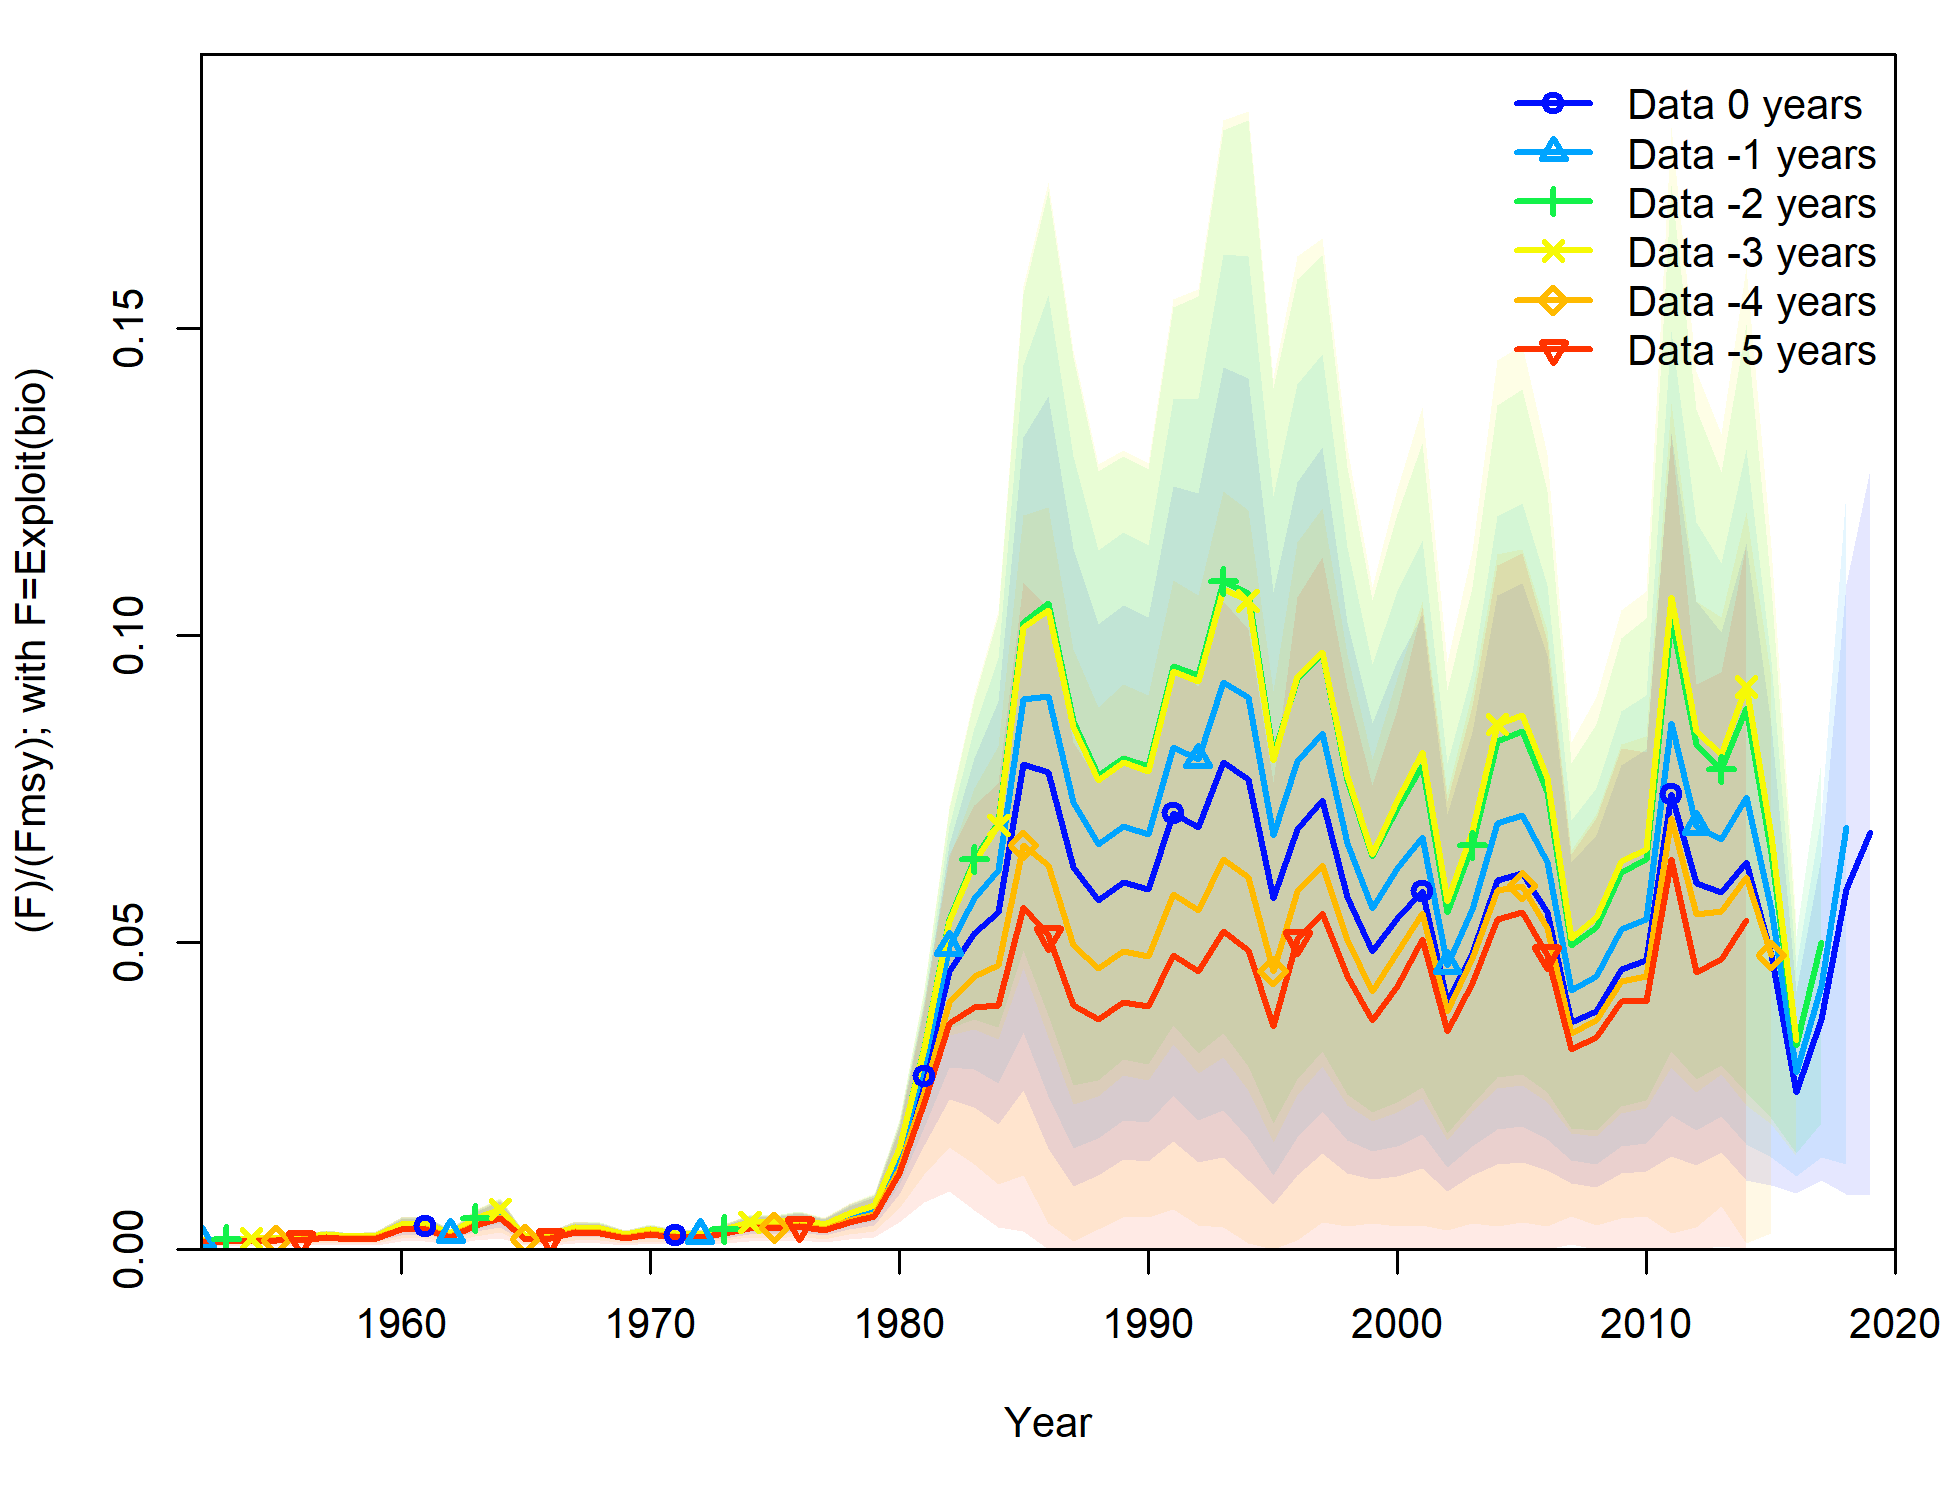 Data 0 years
Data -1 years
Data -2 years
Data -3 years
Data -4 years
Data -5 years
(F)/(Fmsy); with F=Exploit(bio)
0.15
0.10
0.05
0.00
1960 1970 1980 1990 2000 2010 2020
Year